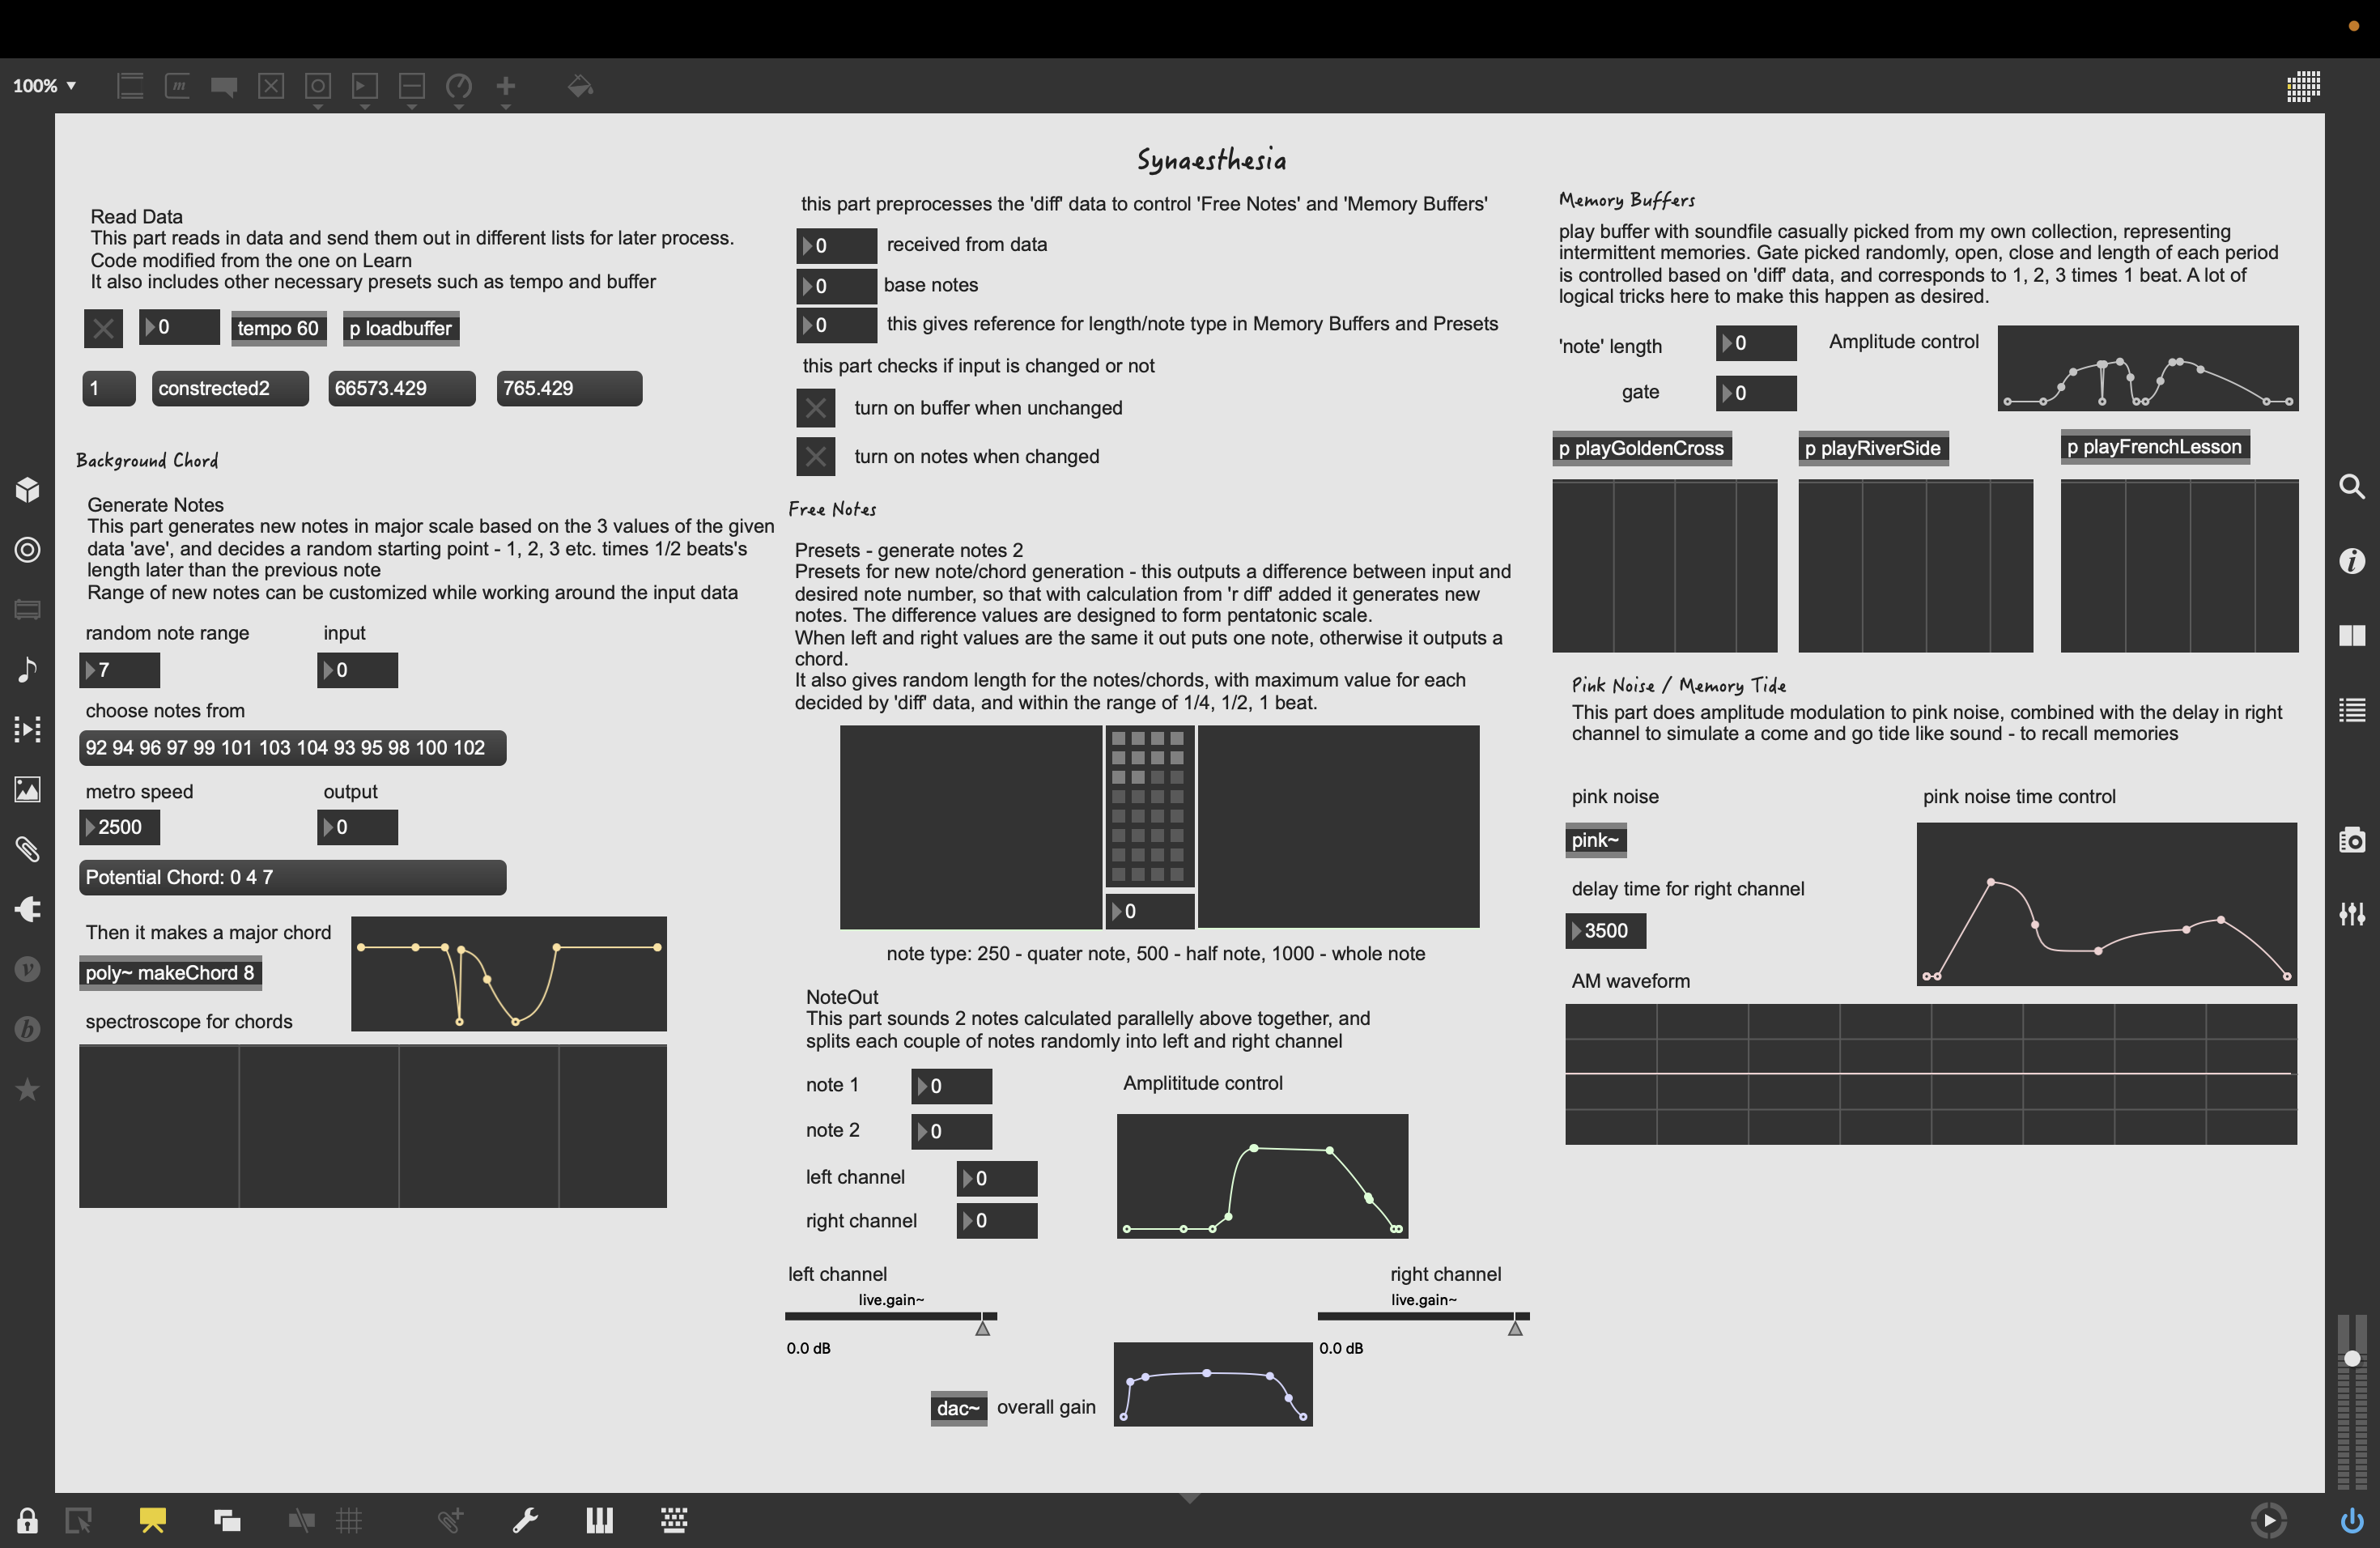 100%
Synaesthesia
Read Data
This part reads in data and send them out in different lists for later process.
Code modified from the one on Learn
It also includes other necessary presets such as tempo and buffer
0
tempo 60
p loadbuffer
1
constrected2
66573.429
765.429
Background Chord
Generate Notes
This part generates new notes in major scale based on the 3 values of the given
data 'ave', and decides a random starting point - 1, 2, 3 etc. times 1/2 beats's
length later than the previous note
Range of new notes can be customized while working around the input data
random note range
input
7
0
choose notes from
92 94 96 97 99 101 103 104 93 95 98 100 102
metro speed
output
2500
0
Potential Chord: 0 4 7
Then it makes a major chord
poly~ makeChord 8
spectroscope for chords
this part preprocesses the 'diff' data to control 'Free Notes' and 'Memory Buffers'
0
received from data
0
base notes
0
this gives reference for length/note type in Memory Buffers and Presets
this part checks if input is changed or not
turn on buffer when unchanged
turn on notes when changed
Free Notes
Presets - generate notes 2
Presets for new note/chord generation - this outputs a difference between input and
desired note number, so that with calculation from 'r diff' added it generates new
notes. The difference values are designed to form pentatonic scale.
When left and right values are the same it out puts one note, otherwise it outputs a
chord.
It also gives random length for the notes/chords, with maximum value for each
decided by 'diff' data, and within the range of 1/4, 1/2, 1 beat.
0
note type: 250 - quater note, 500 - half note, 1000 - whole note
NoteOut
This part sounds 2 notes calculated parallelly above together, and
splits each couple of notes randomly into left and right channel
note 1
0
Amplititude control
note 2
0
left channel
0
right channel
0
left channel
right channel
live.gain~
live.gain~
0.0 dB
0.0 dB
dac~
overall gain
Memory Buffers
play buffer with soundfile casually picked from my own collection, representing
intermittent memories. Gate picked randomly, open, close and length of each period
is controlled based on 'diff' data, and corresponds to 1, 2, 3 times 1 beat. A lot of
logical tricks here to make this happen as desired.
'note' length
0
Amplitude control
gate
0
p playGoldenCross
p playRiverSide
p playFrenchLesson
Pink Noise / Memory Tide
This part does amplitude modulation to pink noise, combined with the delay in right
channel to simulate a come and go tide like sound - to recall memories
pink noise
pink noise time control
pink~
delay time for right channel
3500
AM waveform